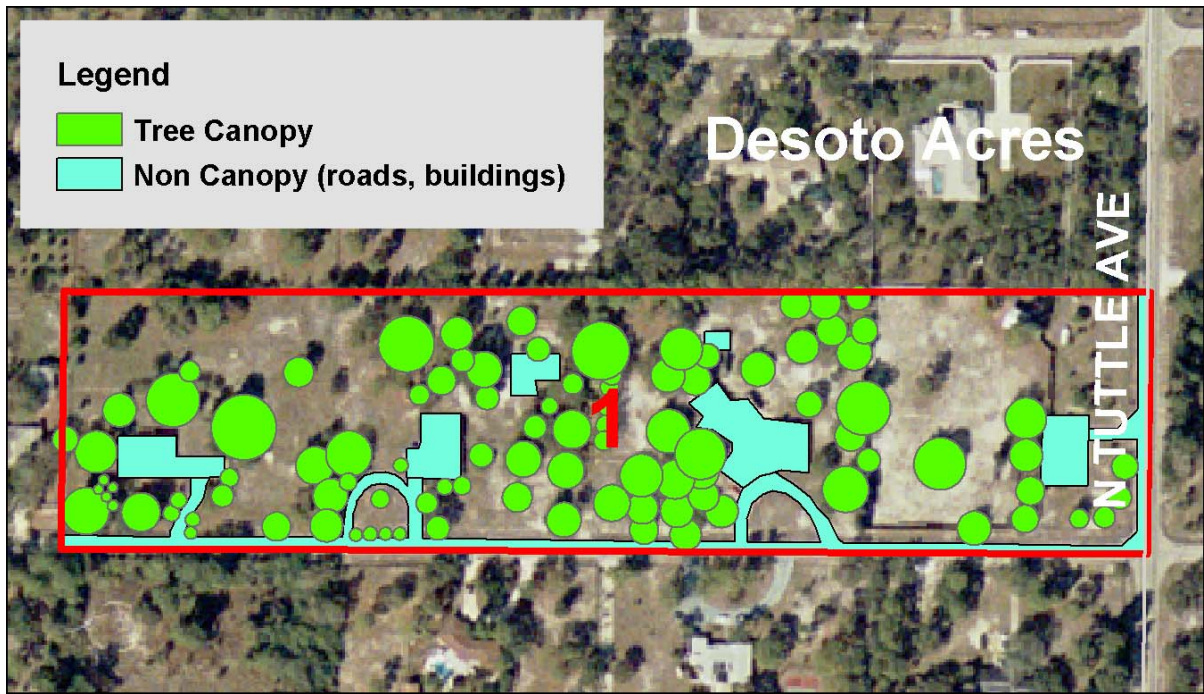 Legend
Tree Canopy
Non Canopy (roads, buildings)
Desoto Acres
N TUTTLE AVE
1